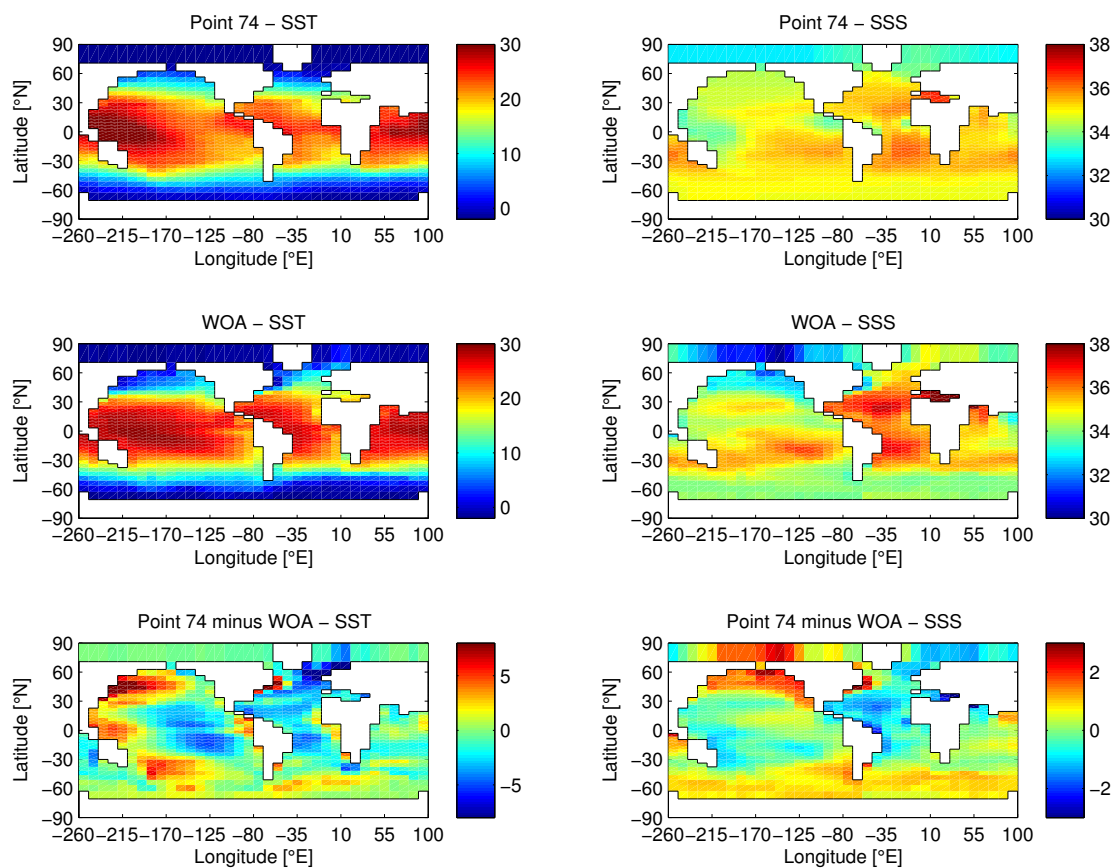 Point 74 − SST
Point 74 − SSS
Latitude [°N]
90
60
30
0
−30
−60
−90
−260 −215 −170 −125 −80 −35 10 55 100
Longitude [°E]
30
20
10
0
Latitude [°N]
90
60
30
0
−30
−60
−90
−260 −215 −170 −125 −80 −35 10 55 100
Longitude [°E]
38
36
34
32
30
WOA − SST
WOA − SSS
Latitude [°N]
90
60
30
0
−30
−60
−90
−260 −215 −170 −125 −80 −35 10 55 100
Longitude [°E]
30
20
10
0
Latitude [°N]
90
60
30
0
−30
−60
−90
−260 −215 −170 −125 −80 −35 10 55 100
Longitude [°E]
38
36
34
32
30
Point 74 minus WOA − SST
Point 74 minus WOA − SSS
Latitude [°N]
90
60
30
0
−30
−60
−90
−260 −215 −170 −125 −80 −35 10 55 100
Longitude [°E]
5
0
−5
Latitude [°N]
90
60
30
0
−30
−60
−90
−260 −215 −170 −125 −80 −35 10 55 100
Longitude [°E]
2
0
−2